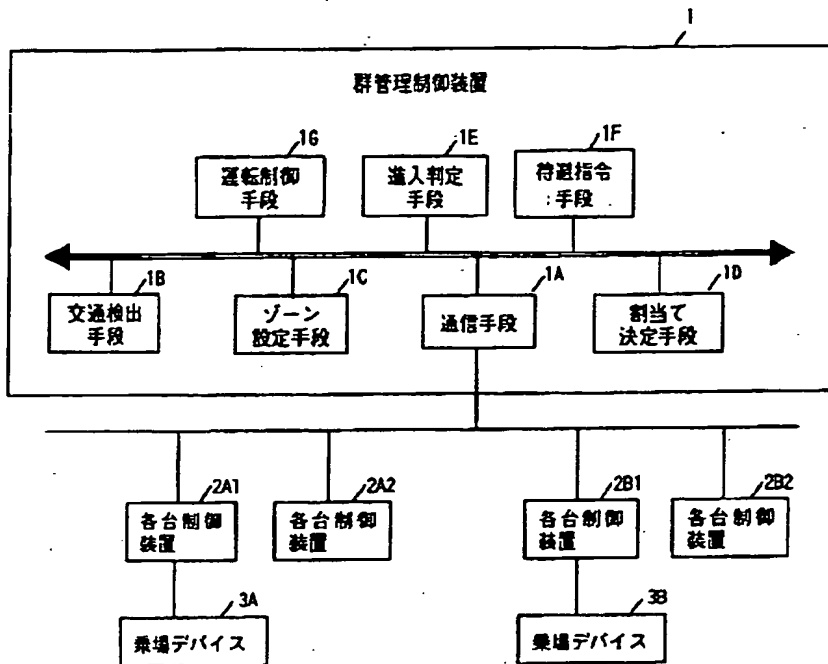 1
群管理制御装置
1G
1E
1F
運転制御
手段
進入判定
手段
待避指令
手段
1B
1C
1A
1D
交通検出
手段
ゾーン
設定手段
通信手段
割当て
決定手段
2A1
2A2
2B1
2B2
各台制御
装置
各台制御
装置
各台制御
装置
各台制御
装置
3A
3B
乗場デバイス
乗場デバイス